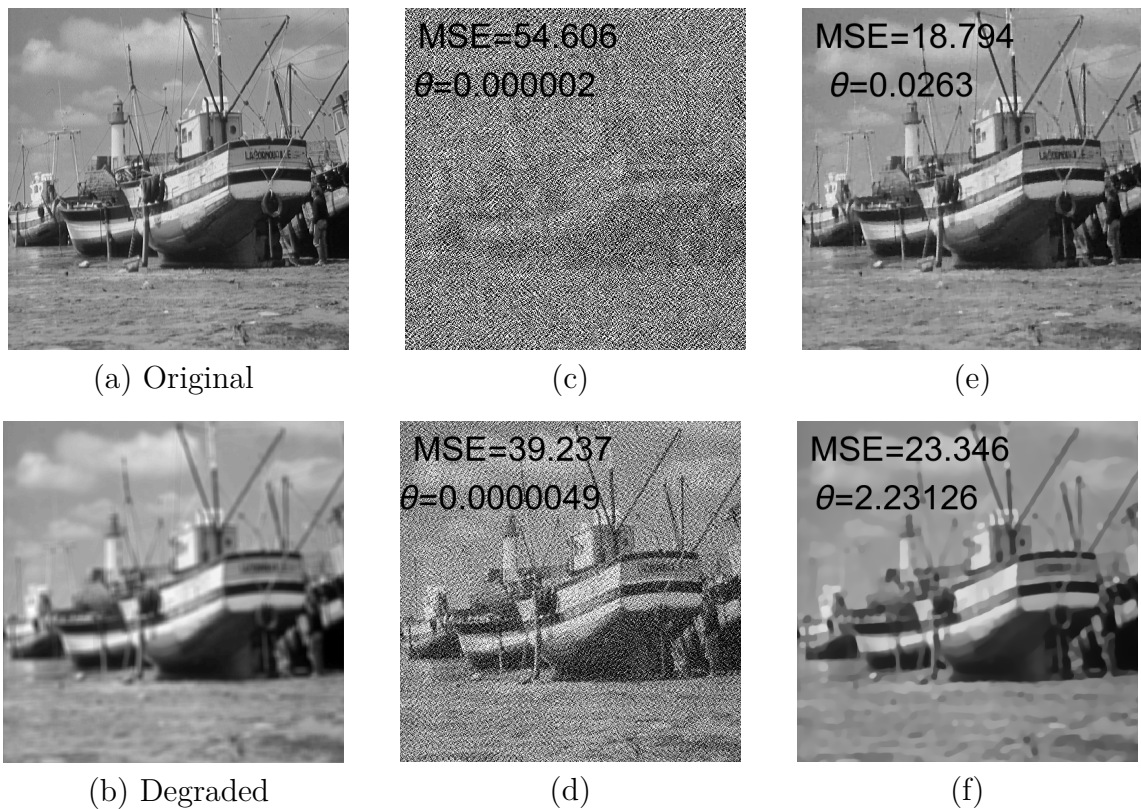 MSE=54.606
θ=0.000002
MSE=18.794
θ=0.0263
(a) Original
(c)
(e)
MSE=39.237
θ=0.0000049
MSE=23.346
θ=2.23126
(b) Degraded
(d)
(f)